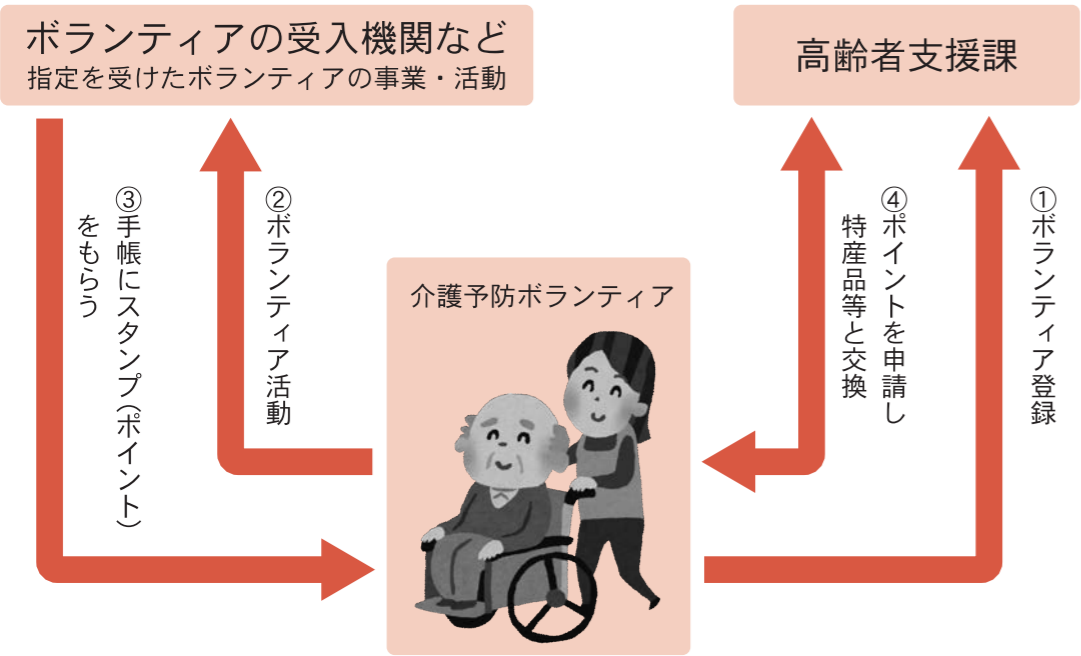 ボランティアの受入機関など
指定を受けたボランティアの事業・活動
高齢者支援課
③手帳にスタンプ(ポイント)
をもらう
②ボランティア活動
介護予防ボランティア
④ポイントを申請し
特産品等と交換
①ボランティア登録